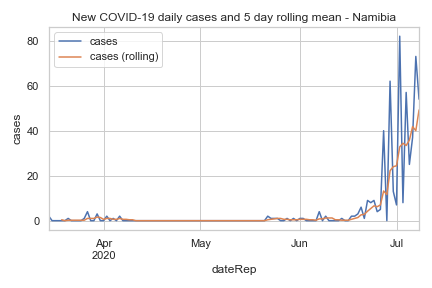 New COVID-19 daily cases and 5 day rolling mean - Namibia
cases
cases (rolling)
80
60
40
20
0
cases
Apr
2020
May
Jun
Jul
dateRep